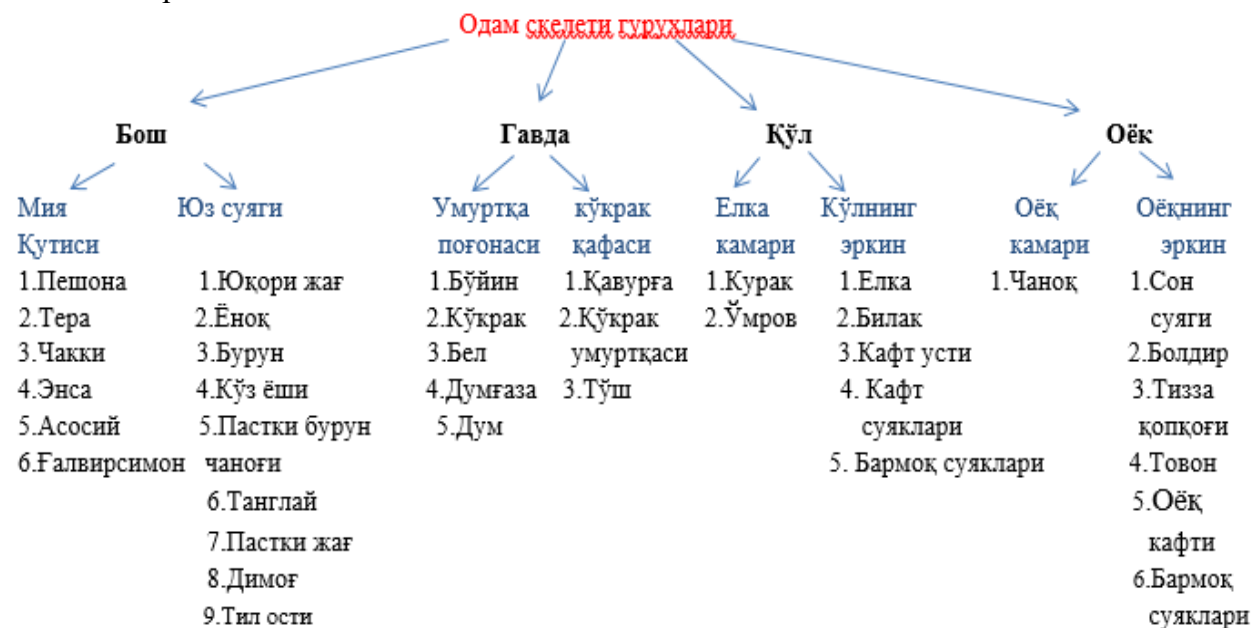 Одам скелети гурухлари
Бош Гавда Қўл Оёк
Мия Юз суяги Умуртқа кўкрак Елка Кўлнинг Оёқ Оёқнинг
Қутиси поғонаси қафаси камари эркин камари эркин
1.Пешона 1.Юқори жағ 1.Бўйин 1.Қавурға 1.Курак 1.Елка 1.Чаноқ 1.Сон
2.Тера 2.Ёноқ 2.Кўкрак 2.Қўкрак 2.Ўмров 2.Билак суяги
3.Чакки 3.Бурун 3.Бел умуртқаси 3.Кафт усти 2.Болдир
4.Энса 4.Кўз ёши 4.Думғаза 3.Тўш 4. Кафт 3.Тизза
5.Асосий 5.Пастки бурун 5.Дум суяклари қопқоғи
6.Ғалвирсимон чаноғи 5. Бармоқ суяклари 4.Товон
6.Танглай 5.Оёқ
7.Пастки жағ кафти
8.Димоғ 6.Бармоқ
9.Тил ости суяклари